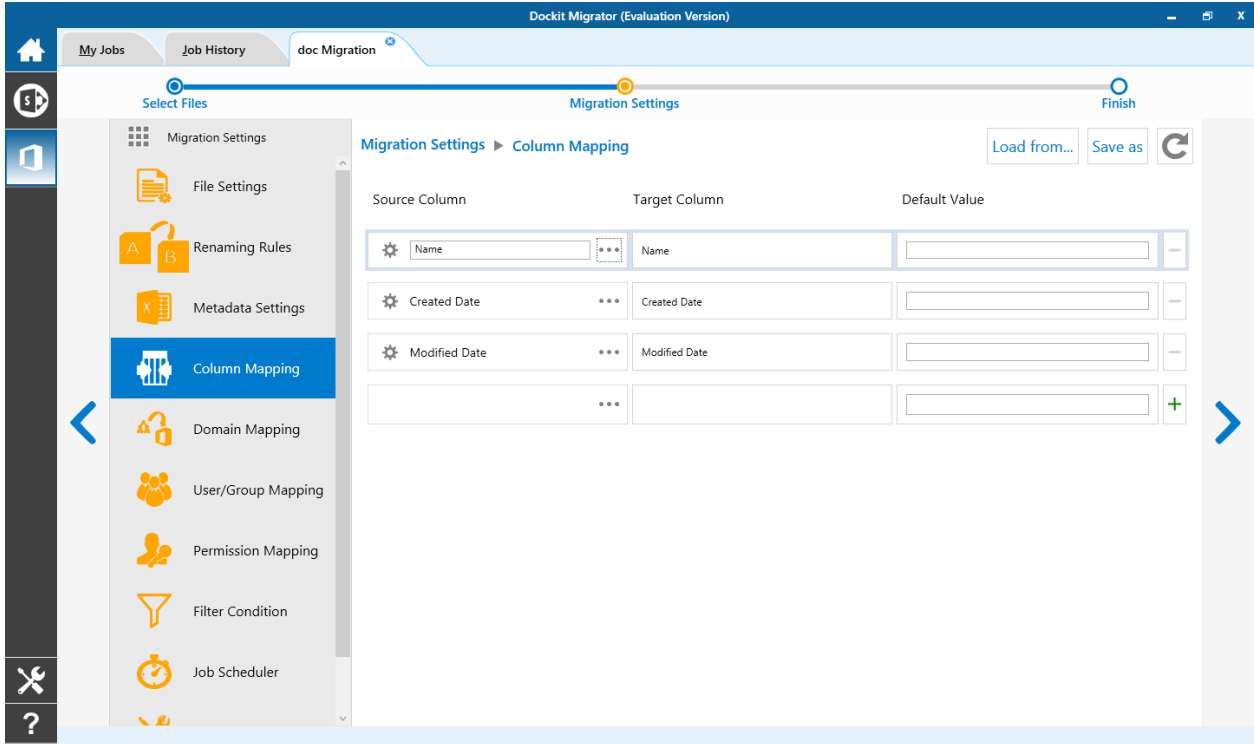 Dockit Migrator (Evaluation Version)
X
My Jobs
Job History
doc Migration
S
Select Files
Migration Settings
Finish
Migration Settings
Migration Settings Column Mapping
Load from...
Save as
File Settings
Source Column
Target Column
Default Value
A
B
Renaming Rules
Name
Name
X
Metadata Settings
Created Date
Created Date
Column Mapping
Modified Date
Modified Date
Domain Mapping
User/Group Mapping
Permission Mapping
Filter Condition
Job Scheduler
?